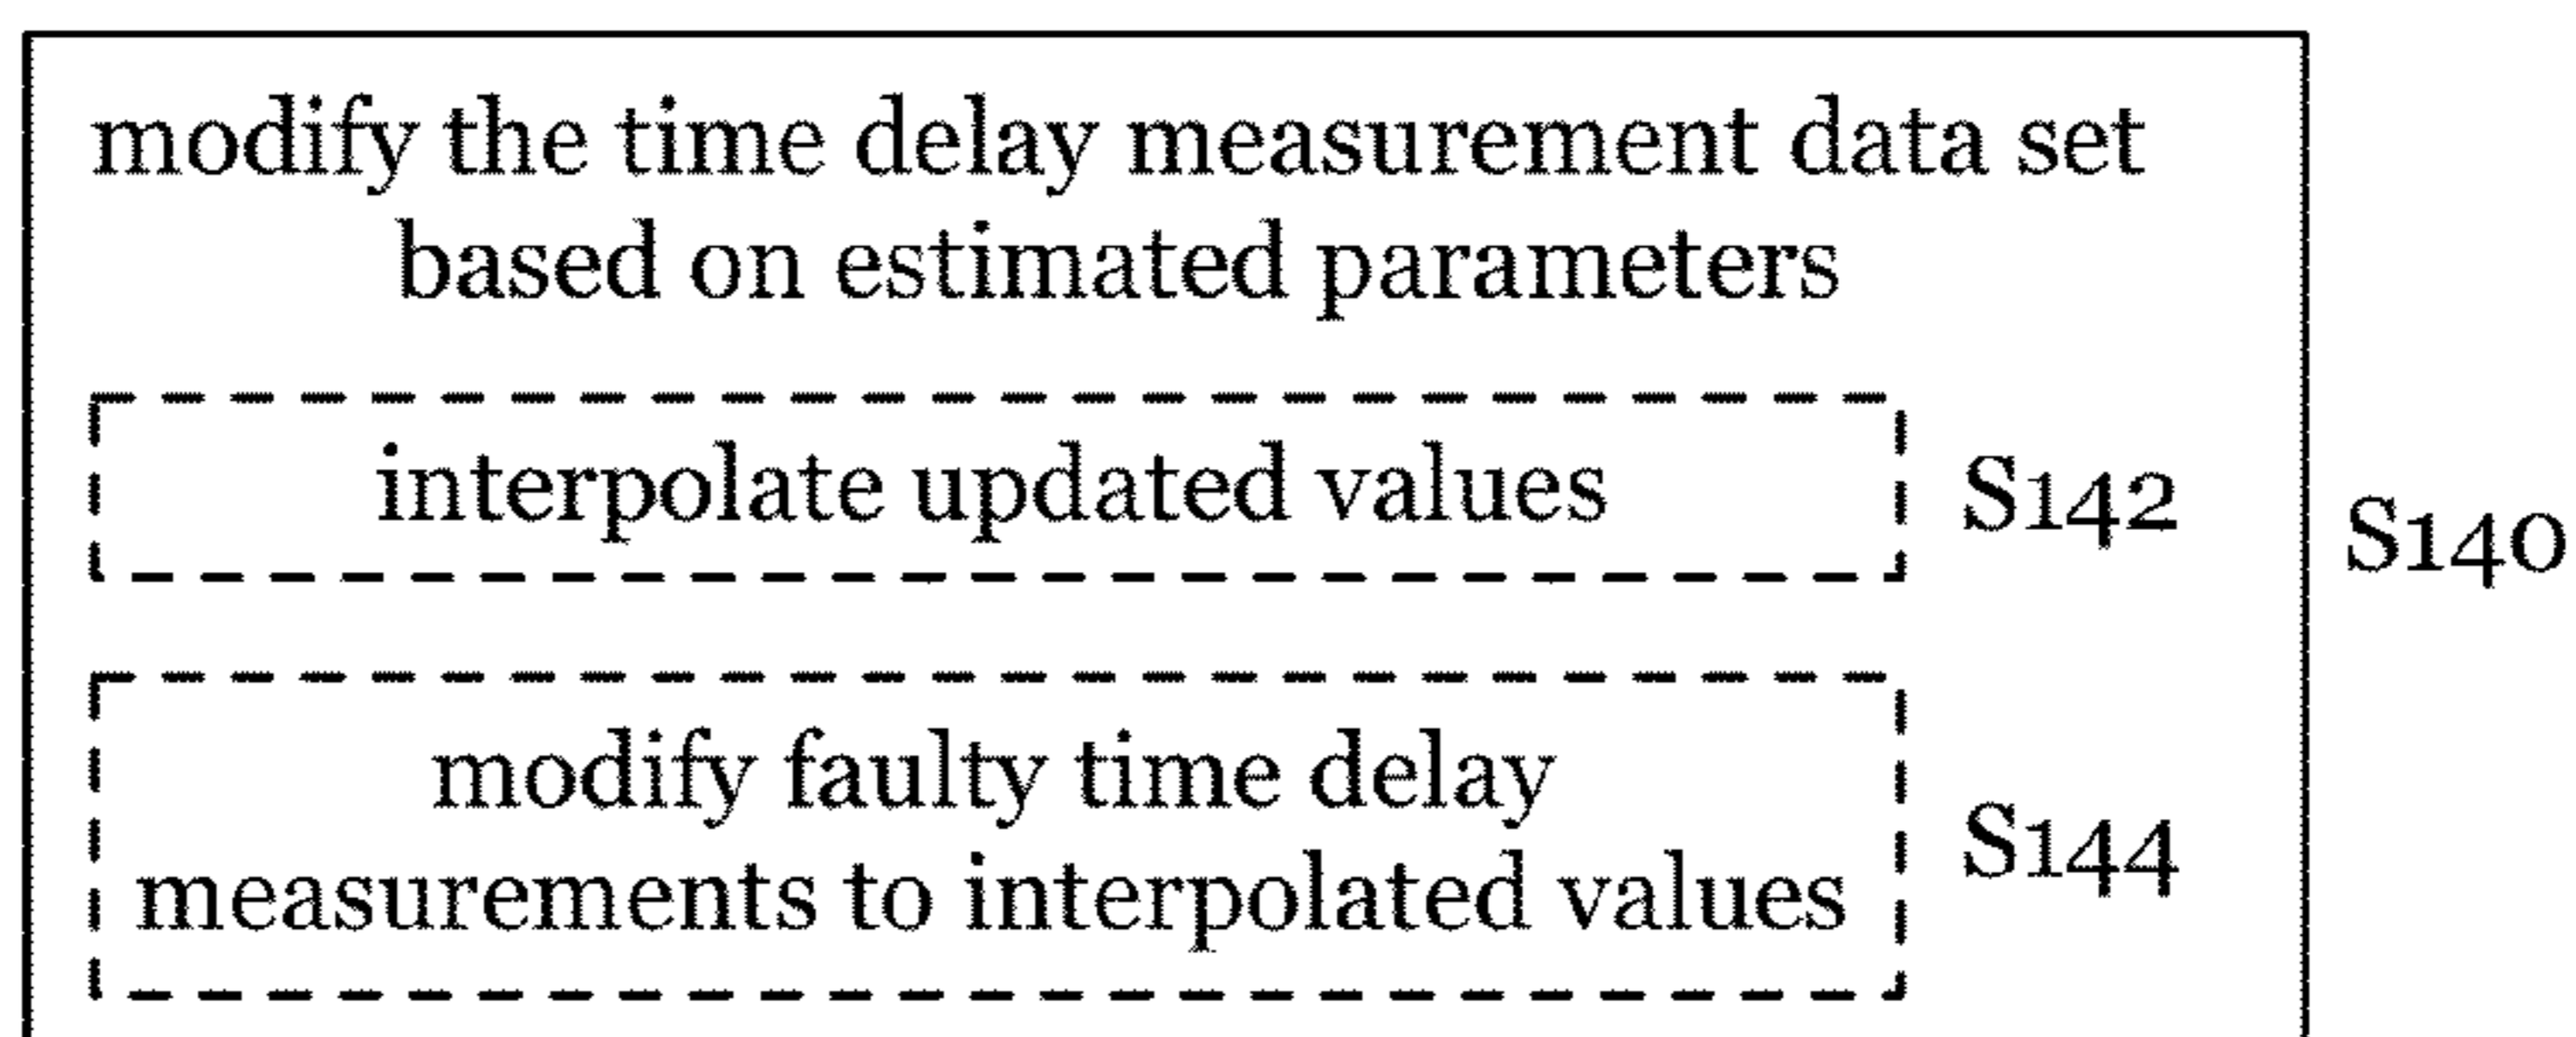 modify the time delay measurement data set
based on estimated parameters
interpolate updated values
S142
S140
modify faulty time delay
measurements to interpolated values
S144